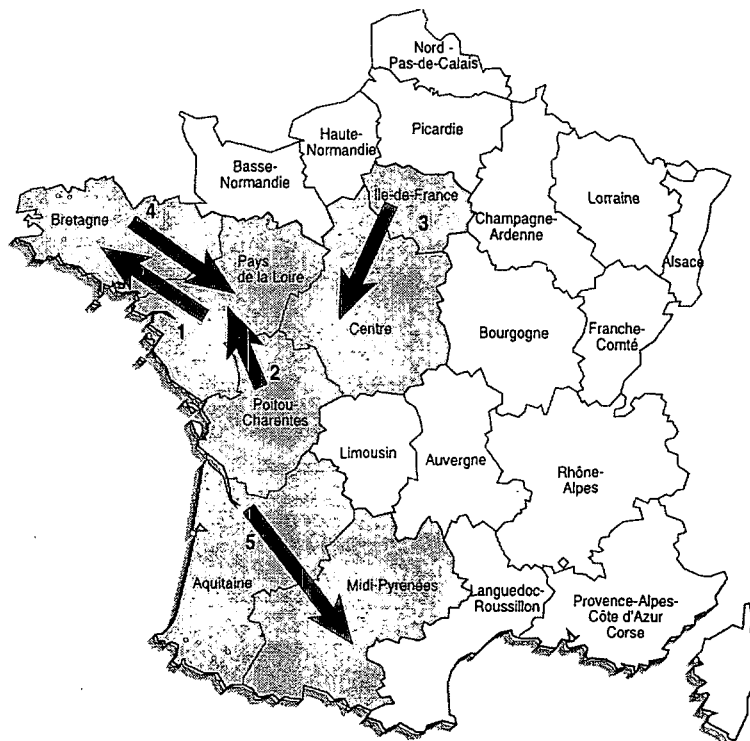 Nord -
Pas-de-Calais
Picardie
Haute-
Normandie
Basse-
Normandie
Ile-de-France
3
Champagne-
Ardenne
Lorraine
Alsace
Bretagne
4
Pays
de la Loire
Centre
Bourgogne
Franche-
Comté
1
2
Poitou
Charentes
Limousin
Auvergne
Rhône-
Alpes
5
Aquitaine
Midi-Pyrénées
Languedoc-
Roussillon
Provence-Alpes-
Côte d'Azur
Corse